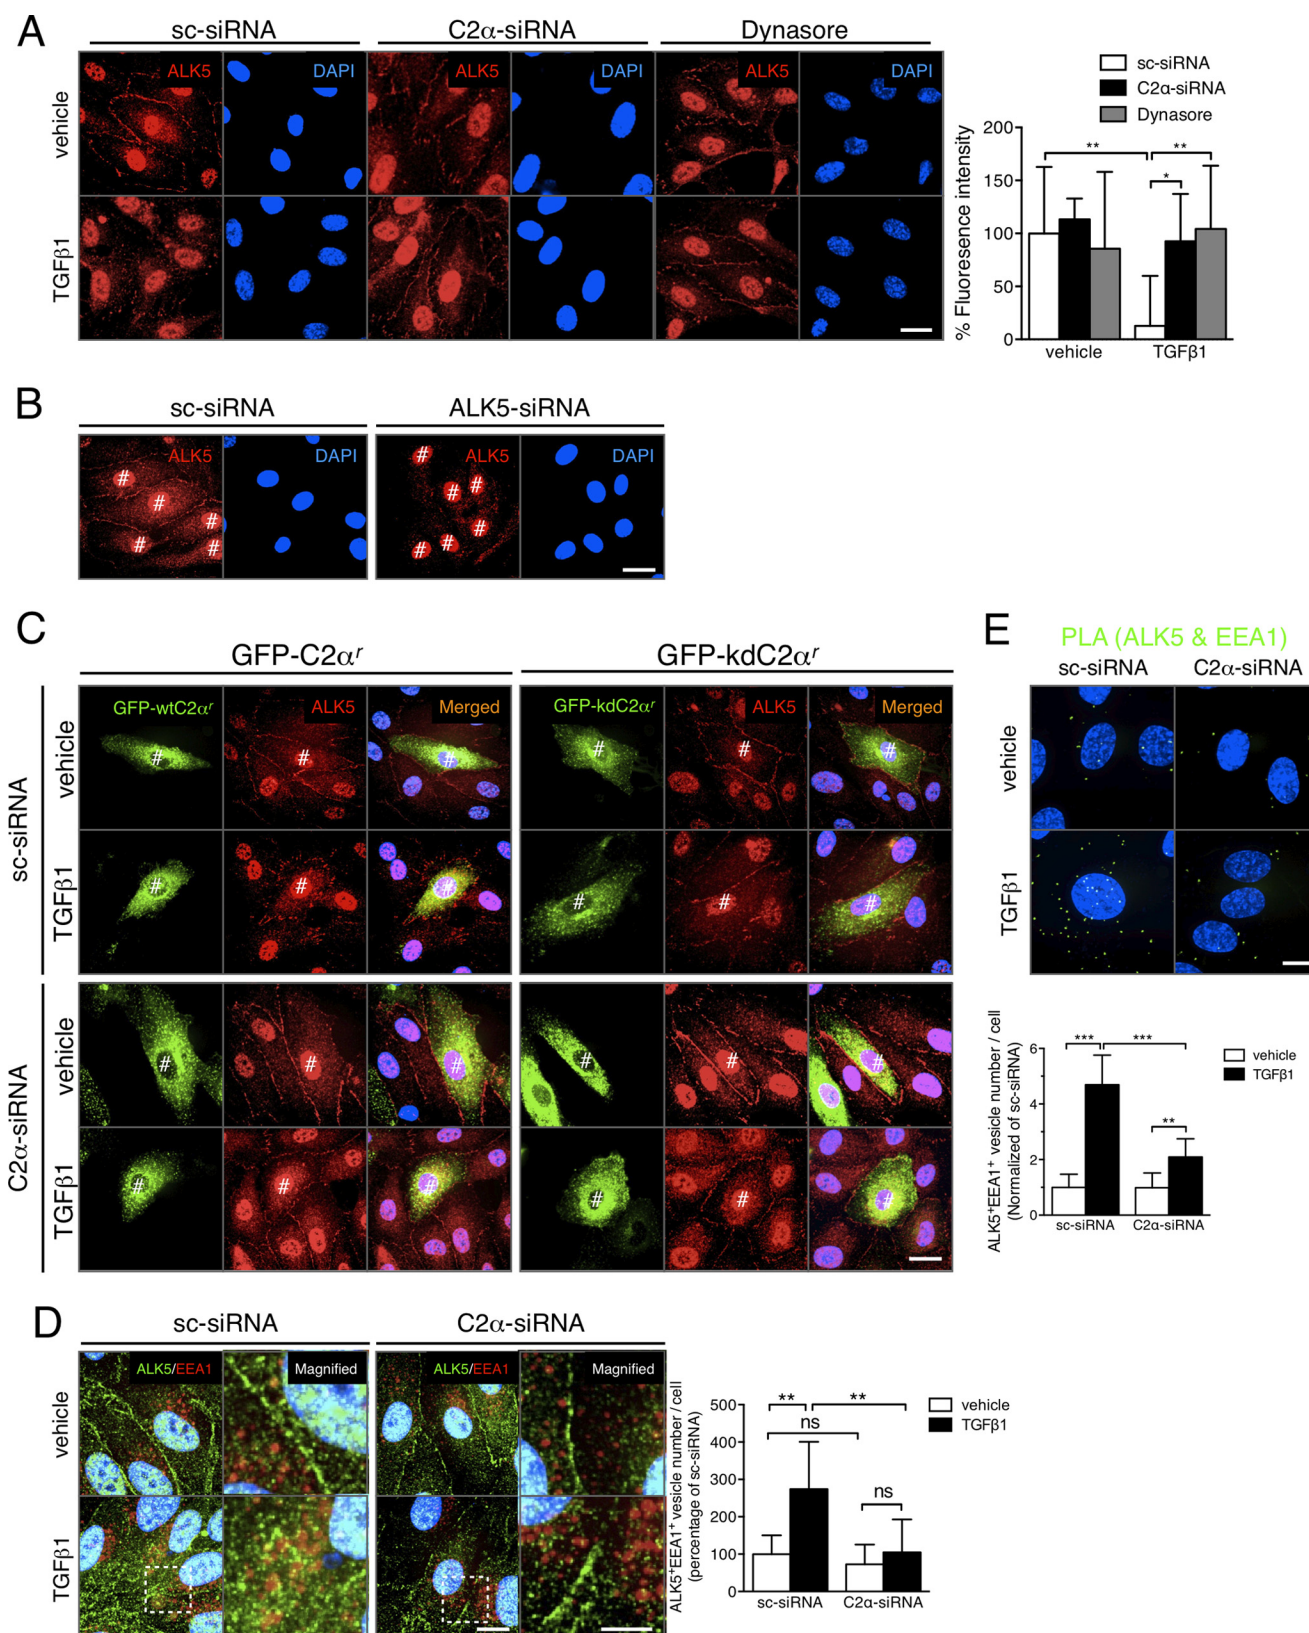 A
sc-siRNA C2α-siRNA Dynasore
vehicle
TGFβ1
ALK5 DAPI ALK5 DAPI ALK5 DAPI
sc-siRNA
C2α-siRNA
Dynasore
% Fluoresence intensity
200
150
100
50
0
** **
*
vehicle TGFβ1
B
sc-siRNA ALK5-siRNA
ALK5 DAPI ALK5 DAPI
# # # # #
# # # # # #
C
GFP-C2αʳ GFP-kdC2αʳ
sc-siRNA
vehicle
GFP-wtC2αʳ ALK5 Merged GFP-kdC2αʳ ALK5 Merged
# # # # # #
TGFβ1
# # # # # #
C2α-siRNA
vehicle
# # # # # #
TGFβ1
# # # # # #
E
PLA (ALK5 & EEA1)
sc-siRNA C2α-siRNA
vehicle
TGFβ1
ALK5⁺EEA1⁺ vesicle number / cell
(Normalized of sc-siRNA)
6
4
2
0
*** ***
**
vehicle
TGFβ1
sc-siRNA C2α-siRNA
D
sc-siRNA C2α-siRNA
vehicle
TGFβ1
ALK5/EEA1 Magnified ALK5/EEA1 Magnified
ALK5⁺EEA1⁺ vesicle number / cell
(percentage of sc-siRNA)
500
400
300
200
100
0
** **
ns
ns
vehicle
TGFβ1
sc-siRNA C2α-siRNA